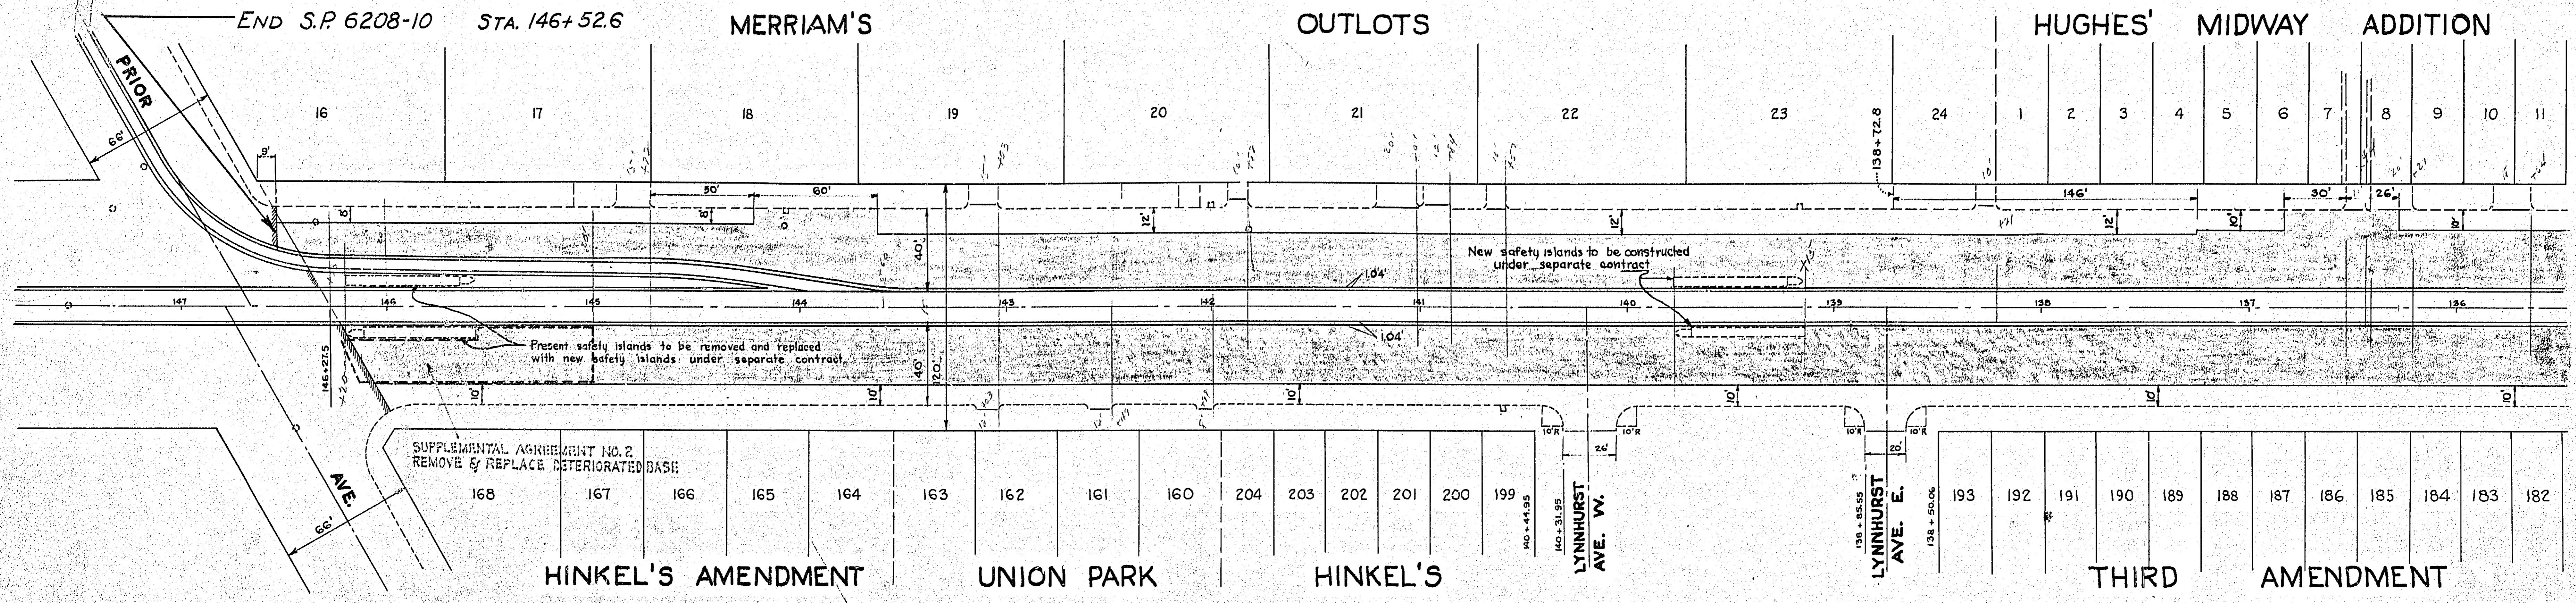 END S.P. 6208-10 STA. 146+52.6
MERRIAM'S OUTLOTS
HUGHES' MIDWAY ADDITION
PRIOR
66'
16 17 18 19 20 21 22 23 24 1 2 3 4 5 6 7 8 9 10 11
138+72.8
9'
50' 60' 146' 30' 26'
8' 8' 12' 12' 12' 10' 10'
40'
New safety islands to be constructed
under separate contract
1.04'
147 146 145 144 143 142 141 140 139 138 137 136
1.04'
Present safety islands to be removed and replaced
with new safety islands under separate contract
146+27.5
40'
120'
10' 10' 10' 10' 10' 10'
10'R 10'R 10'R 10'R
26' 20'
SUPPLEMENTAL AGREEMENT NO. 2
REMOVE & REPLACE DETERIORATED BASE
AVE.
66'
168 167 166 165 164 163 162 161 160 204 203 202 201 200 199 193 192 191 190 189 188 187 186 185 184 183 182
140+44.95
140+31.95
LYNNHURST
AVE. W.
138+85.55
LYNNHURST
AVE. E.
138+50.06
HINKEL'S AMENDMENT
UNION PARK
HINKEL'S
THIRD AMENDMENT